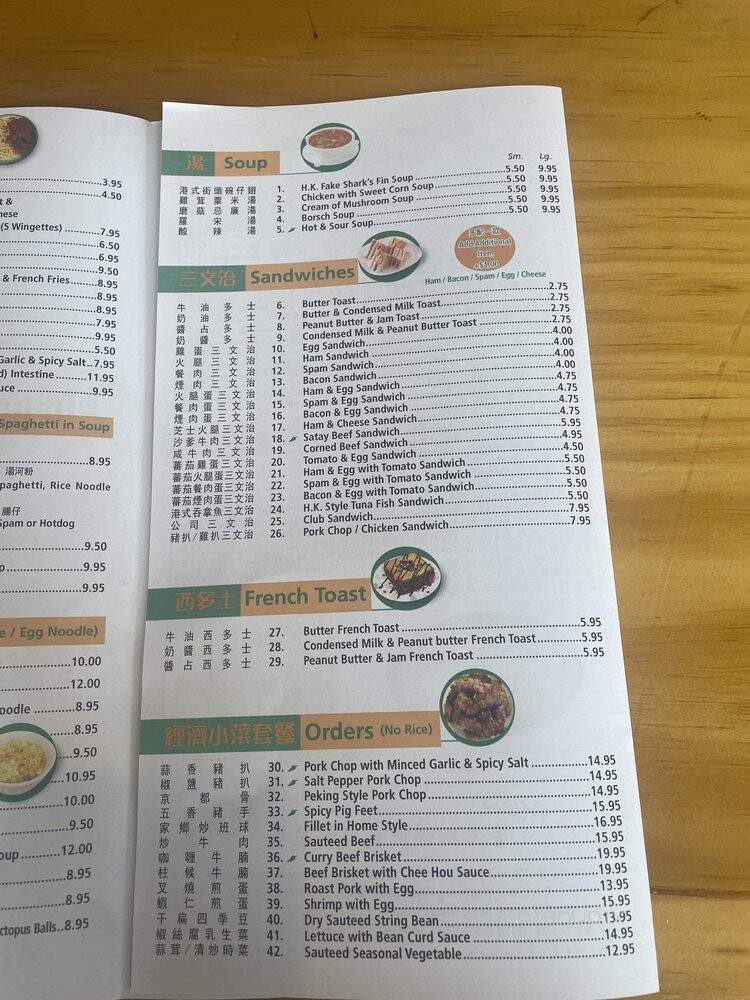 3.95
4.50
t &
nese
(5 Wingettes) 7.95
6.50
6.95
9.50
& French Fries 8.95
8.95
8.95
7.95
9.95
5.50
Garlic & Spicy Salt 7.95
d) Intestine 11.95
uce 9.95
Spaghetti in Soup
8.95
湯河粉
paghetti, Rice Noodle
腸仔
Spam or Hotdog
9.50
p 9.95
9.95
e / Egg Noodle)
10.00
12.00
oodle 8.95
8.95
9.50
10.95
10.00
9.50
oup 12.00
8.95
8.95
ctopus Balls 8.95
湯 Soup
Sm. Lg.
港式街頭碗仔翅 1. H.K. Fake Shark's Fin Soup 5.50 9.95
雞茸粟米湯 2. Chicken with Sweet Corn Soup 5.50 9.95
磨菇忌廉湯 3. Cream of Mushroom Soup 5.50 9.95
羅宋湯 4. Borsch Soup 5.50 9.95
酸辣湯 5. Hot & Sour Soup 5.50 9.95
Add Additional
Item
+$1.00
三文治 Sandwiches
Ham / Bacon / Spam / Egg / Cheese
牛油多士 6. Butter Toast 2.75
奶油多士 7. Butter & Condensed Milk Toast 2.75
醬占多士 8. Peanut Butter & Jam Toast 2.75
奶醬多士 9. Condensed Milk & Peanut Butter Toast 2.75
雞蛋三文治 10. Egg Sandwich 4.00
火腿三文治 11. Ham Sandwich 4.00
餐肉三文治 12. Spam Sandwich 4.00
煙肉三文治 13. Bacon Sandwich 4.00
火腿蛋三文治 14. Ham & Egg Sandwich 4.75
餐肉蛋三文治 15. Spam & Egg Sandwich 4.75
煙肉蛋三文治 16. Bacon & Egg Sandwich 4.75
芝士火腿三文治 17. Ham & Cheese Sandwich 4.75
沙爹牛肉三文治 18. Satay Beef Sandwich 5.95
咸牛肉三文治 19. Corned Beef Sandwich 4.95
蕃茄雞蛋三文治 20. Tomato & Egg Sandwich 4.50
蕃茄火腿蛋三文治 21. Ham & Egg with Tomato Sandwich 5.50
蕃茄餐肉蛋三文治 22. Spam & Egg with Tomato Sandwich 5.50
蕃茄煙肉蛋三文治 23. Bacon & Egg with Tomato Sandwich 5.50
港式吞拿魚三文治 24. H.K. Style Tuna Fish Sandwich 5.50
公司三文治 25. Club Sandwich 7.95
豬扒/雞扒三文治 26. Pork Chop / Chicken Sandwich 7.95
西多士 French Toast
牛油西多士 27. Butter French Toast 5.95
奶醬西多士 28. Condensed Milk & Peanut butter French Toast 5.95
醬占西多士 29. Peanut Butter & Jam French Toast 5.95
經濟小菜套餐 Orders (No Rice)
蒜香豬扒 30. Pork Chop with Minced Garlic & Spicy Salt 14.95
椒鹽豬扒 31. Salt Pepper Pork Chop 14.95
京都骨 32. Peking Style Pork Chop 14.95
五香豬手 33. Spicy Pig Feet 15.95
家鄉炒班球 34. Fillet in Home Style 16.95
炒牛肉 35. Sauteed Beef 15.95
咖喱牛腩 36. Curry Beef Brisket 19.95
柱候牛腩 37. Beef Brisket with Chee Hou Sauce 19.95
叉燒煎蛋 38. Roast Pork with Egg 13.95
蝦仁煎蛋 39. Shrimp with Egg 15.95
干扁四季豆 40. Dry Sauteed String Bean 13.95
椒絲腐乳生菜 41. Lettuce with Bean Curd Sauce 14.95
蒜茸/清炒時菜 42. Sauteed Seasonal Vegetable 12.95